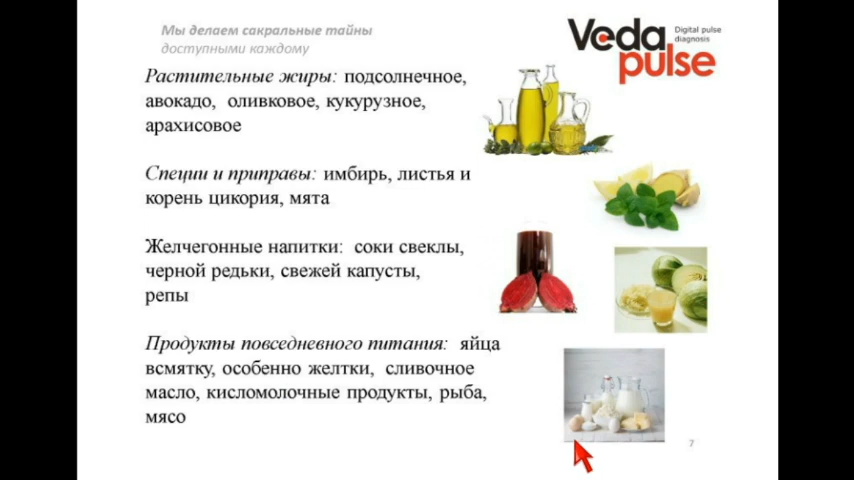 Мы делаем сакральные тайны
доступными каждому
Veda pulse
Digital pulse
diagnosis
Растительные жиры: подсолнечное,
авокадо, оливковое, кукурузное,
арахисовое
Специи и приправы: имбирь, листья и
корень цикория, мята
Желчегонные напитки: соки свеклы,
черной редьки, свежей капусты,
репы
Продукты повседневного питания: яйца
всмятку, особенно желтки, сливочное
масло, кисломолочные продукты, рыба,
мясо
7